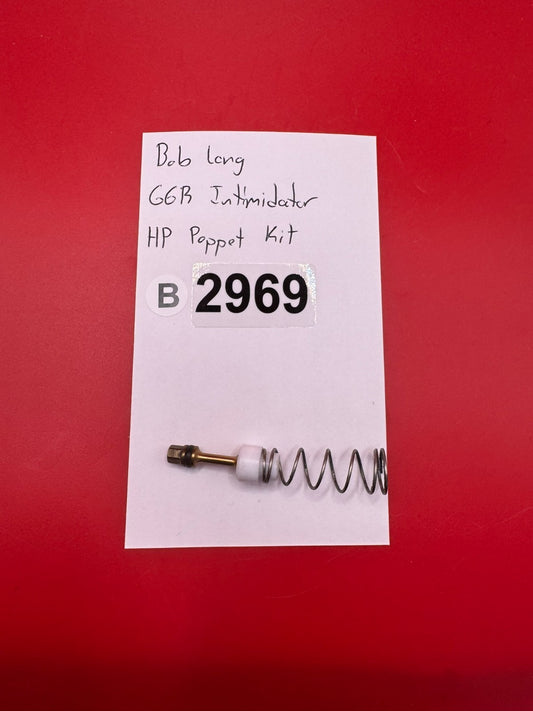 Bob Long
G6R Intimidator
HP Poppet Kit
B 2969